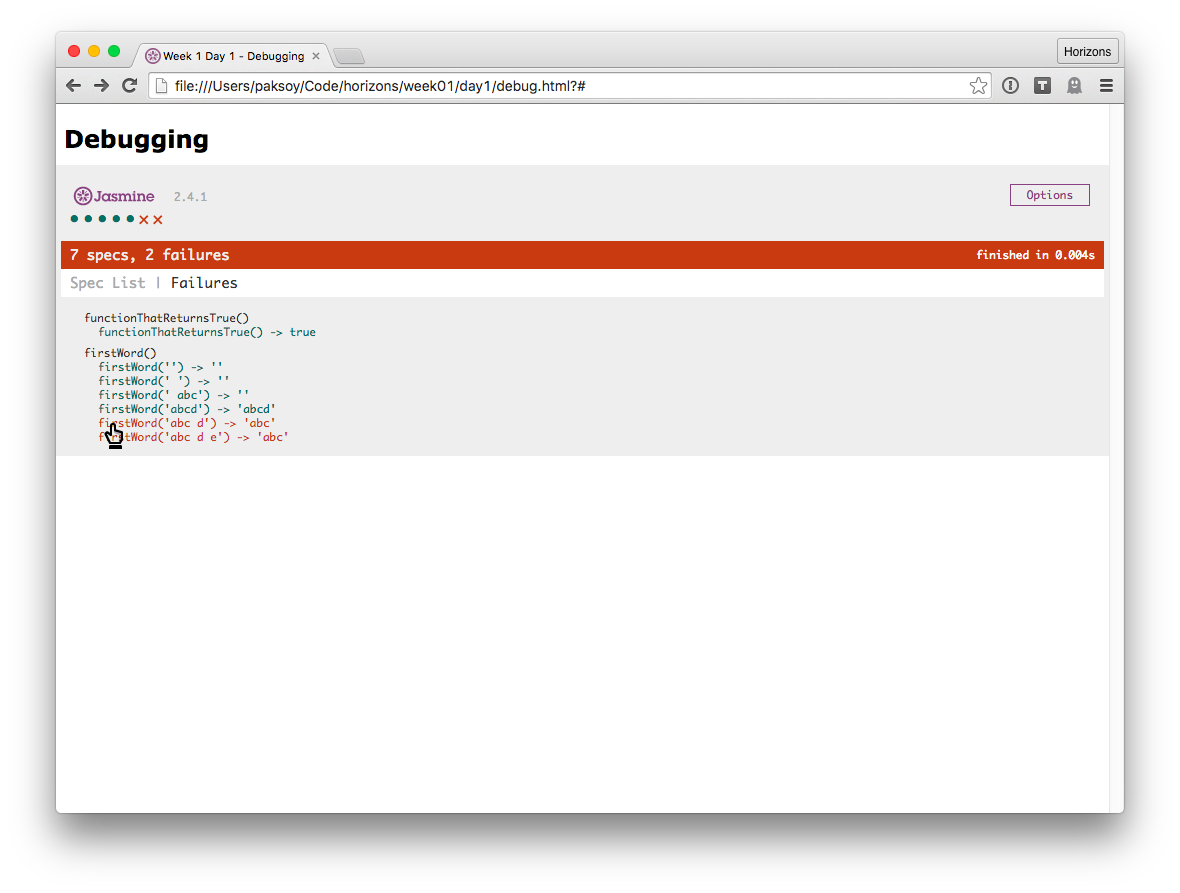 Week 1 Day 1 - Debugging
Horizons
file:///Users/paksoy/Code/horizons/week01/day1/debug.html?#
Debugging
Jasmine 2.4.1
Options
7 specs, 2 failures finished in 0.004s
Spec List | Failures
functionThatReturnsTrue()
functionThatReturnsTrue() -> true
firstWord()
firstWord('') -> ''
firstWord(' ') -> ''
firstWord(' abc') -> ''
firstWord('abcd') -> 'abcd'
firstWord('abc d') -> 'abc'
firstWord('abc d e') -> 'abc'